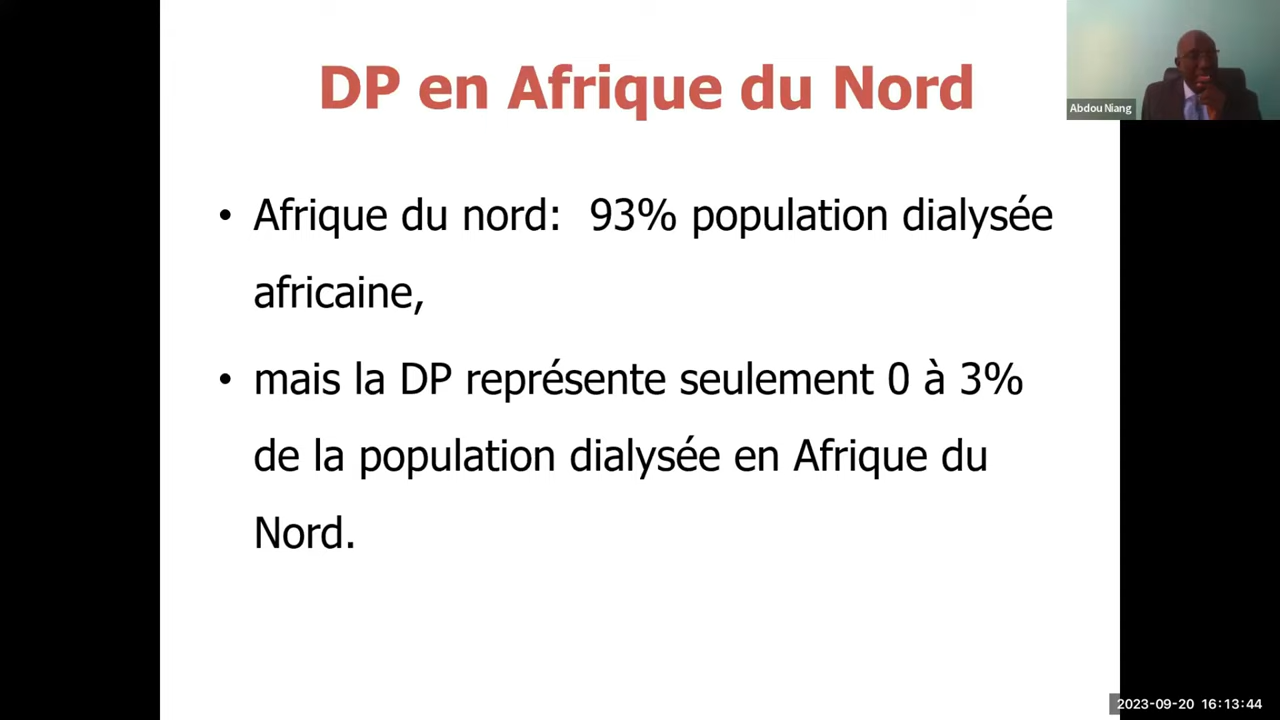 DP en Afrique du Nord
Abdou Niang
• Afrique du nord: 93% population dialysée
africaine,
• mais la DP représente seulement 0 à 3%
de la population dialysée en Afrique du
Nord.
2023-09-20 16:13:44